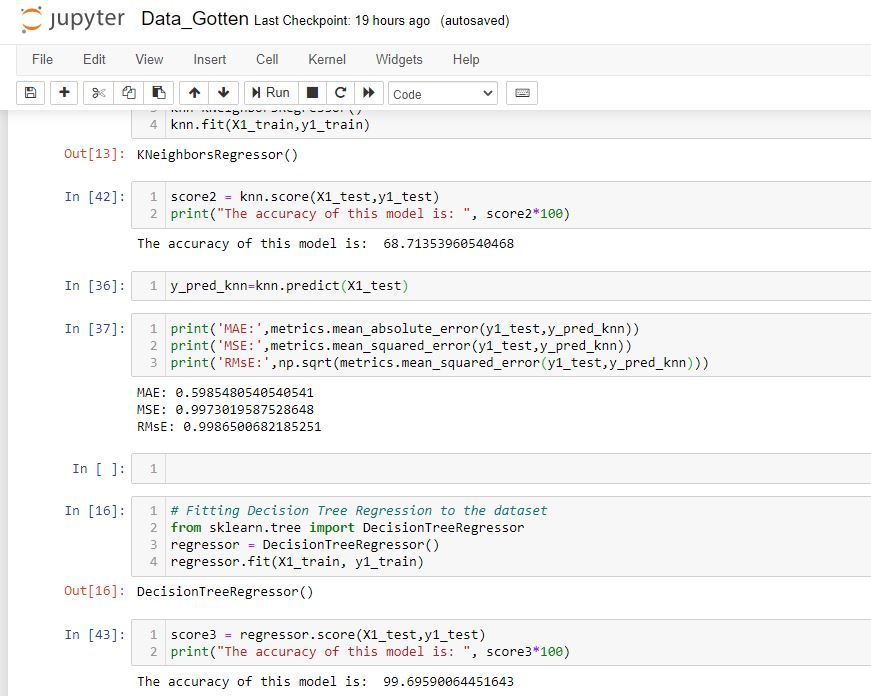 jupyter Data_Gotten Last Checkpoint: 19 hours ago (autosaved)
File Edit View Insert Cell Kernel Widgets Help
Run Code
4 knn.fit(X1_train,y1_train)
Out[13]: KNeighborsRegressor()
In [42]: 1 score2 = knn.score(X1_test,y1_test)
2 print("The accuracy of this model is: ", score2*100)
The accuracy of this model is:  68.71353960540468
In [36]: 1 y_pred_knn=knn.predict(X1_test)
In [37]: 1 print('MAE:',metrics.mean_absolute_error(y1_test,y_pred_knn))
2 print('MSE:',metrics.mean_squared_error(y1_test,y_pred_knn))
3 print('RMsE:',np.sqrt(metrics.mean_squared_error(y1_test,y_pred_knn)))
MAE: 0.5985480540540541
MSE: 0.9973019587528648
RMsE: 0.9986500682185251
In [ ]: 1
In [16]: 1 # Fitting Decision Tree Regression to the dataset
2 from sklearn.tree import DecisionTreeRegressor
3 regressor = DecisionTreeRegressor()
4 regressor.fit(X1_train, y1_train)
Out[16]: DecisionTreeRegressor()
In [43]: 1 score3 = regressor.score(X1_test,y1_test)
2 print("The accuracy of this model is: ", score3*100)
The accuracy of this model is:  99.69590064451643